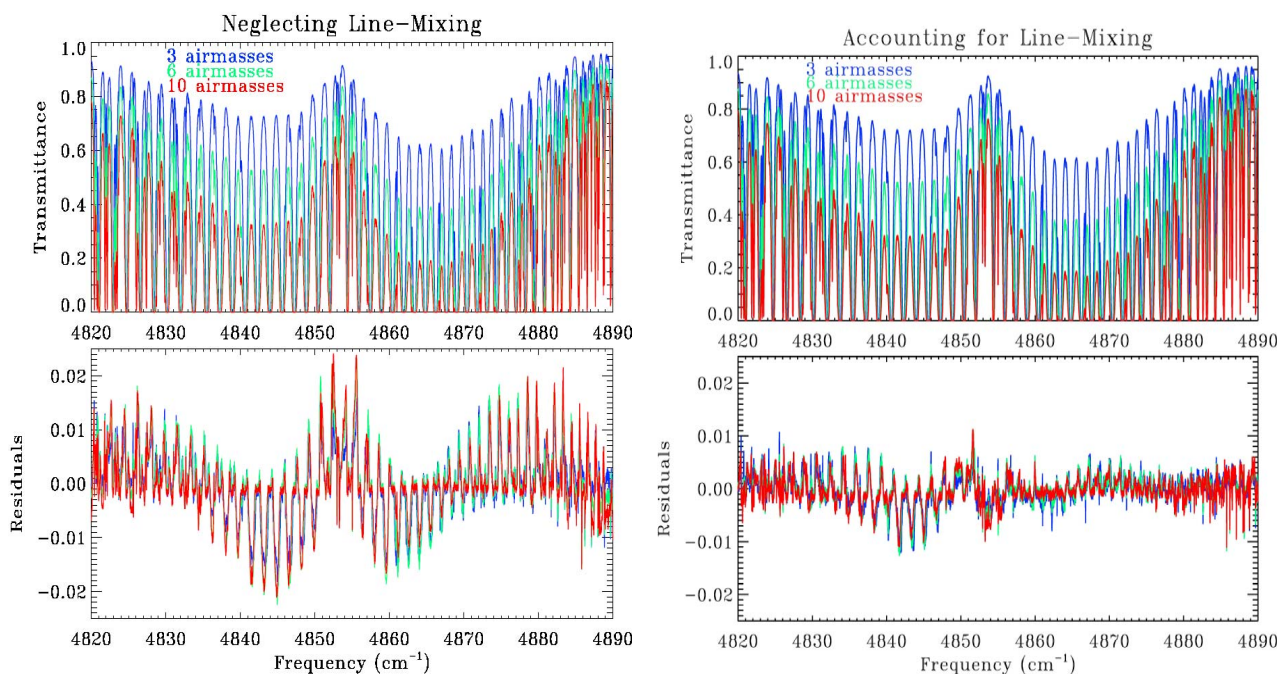 Neglecting Line-Mixing
3 airmasses
6 airmasses
10 airmasses
Transmittance
1.0
0.8
0.6
0.4
0.2
0.0
4820 4830 4840 4850 4860 4870 4880 4890
Residuals
0.02
0.01
0.00
-0.01
-0.02
4820 4830 4840 4850 4860 4870 4880 4890
Frequency (cm⁻¹)
Accounting for Line-Mixing
3 airmasses
6 airmasses
10 airmasses
Transmittance
1.0
0.8
0.6
0.4
0.2
0.0
4820 4830 4840 4850 4860 4870 4880 4890
Residuals
0.02
0.01
0.00
-0.01
-0.02
4820 4830 4840 4850 4860 4870 4880 4890
Frequency (cm⁻¹)